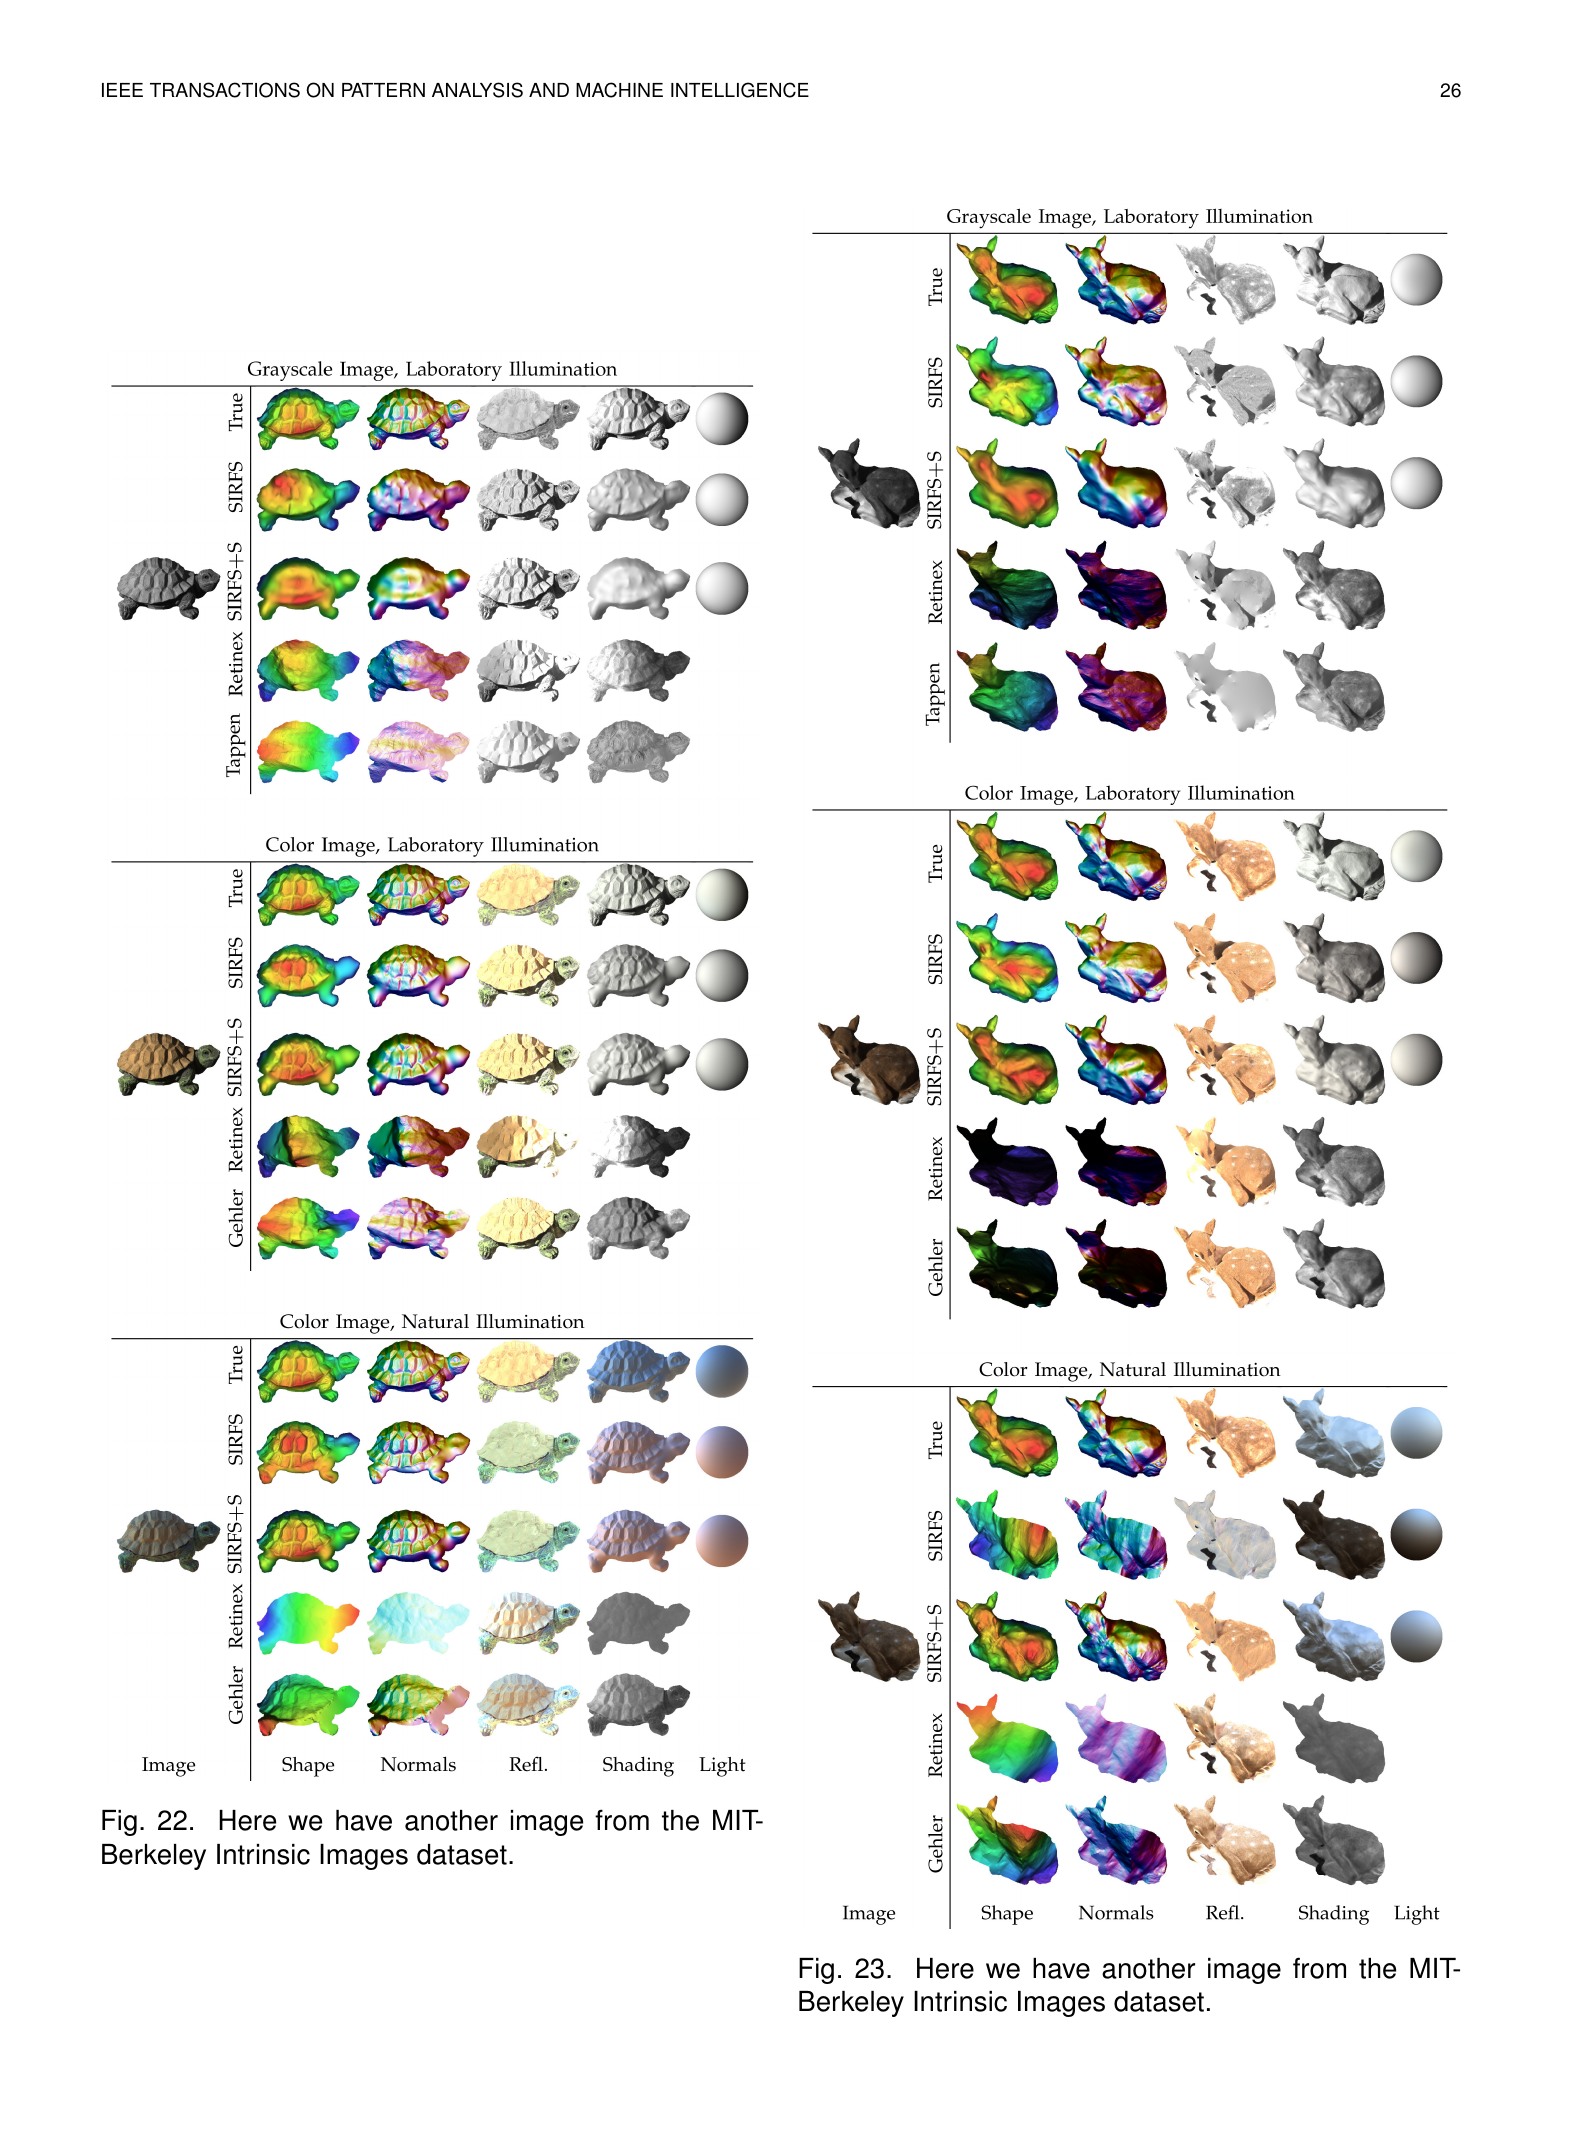 IEEE TRANSACTIONS ON PATTERN ANALYSIS AND MACHINE INTELLIGENCE 26
Grayscale Image, Laboratory Illumination
True
SIRFS
SIRFS+S
Retinex
Tappen
Color Image, Laboratory Illumination
True
SIRFS
SIRFS+S
Retinex
Gehler
Color Image, Natural Illumination
True
SIRFS
SIRFS+S
Retinex
Gehler
Image Shape Normals Refl. Shading Light
Fig. 22. Here we have another image from the MIT-
Berkeley Intrinsic Images dataset.
Grayscale Image, Laboratory Illumination
True
SIRFS
SIRFS+S
Retinex
Tappen
Color Image, Laboratory Illumination
True
SIRFS
SIRFS+S
Retinex
Gehler
Color Image, Natural Illumination
True
SIRFS
SIRFS+S
Retinex
Gehler
Image Shape Normals Refl. Shading Light
Fig. 23. Here we have another image from the MIT-
Berkeley Intrinsic Images dataset.